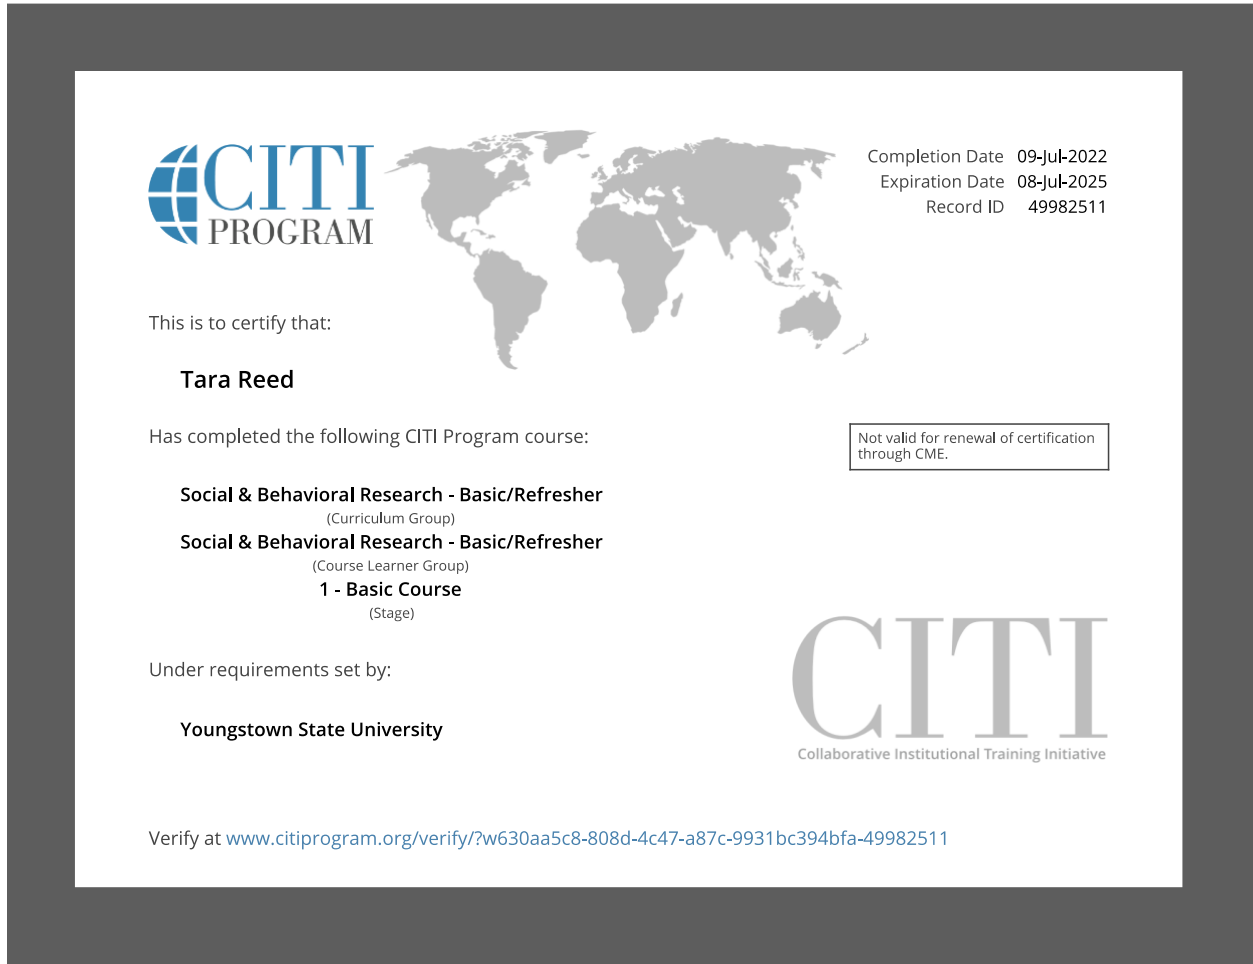 CITI
PROGRAM
Completion Date 09-Jul-2022
Expiration Date 08-Jul-2025
Record ID 49982511
This is to certify that:
Tara Reed
Has completed the following CITI Program course:
Not valid for renewal of certification
through CME.
Social & Behavioral Research - Basic/Refresher
(Curriculum Group)
Social & Behavioral Research - Basic/Refresher
(Course Learner Group)
1 - Basic Course
(Stage)
Under requirements set by:
Youngstown State University
CITI
Collaborative Institutional Training Initiative
Verify at www.citiprogram.org/verify/?w630aa5c8-808d-4c47-a87c-9931bc394bfa-49982511